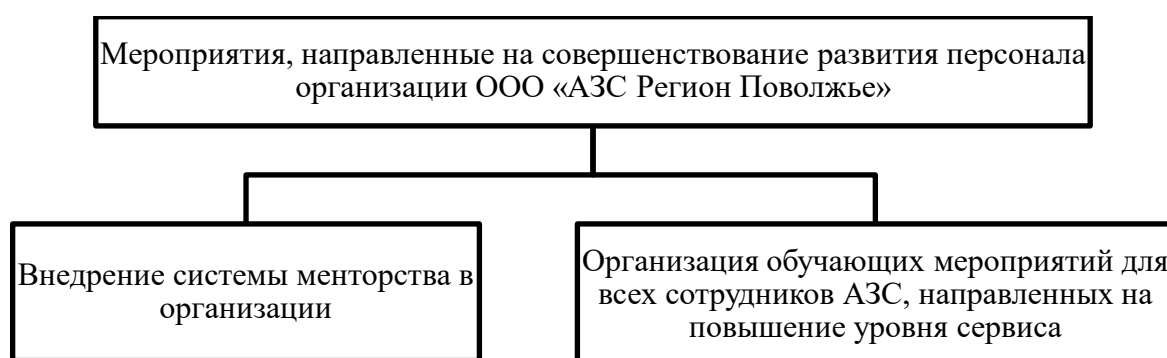 Мероприятия, направленные на совершенствование развития персонала
организации ООО «АЗС Регион Поволжье»
Внедрение системы менторства в
организации
Организация обучающих мероприятий для
всех сотрудников АЗС, направленных на
повышение уровня сервиса